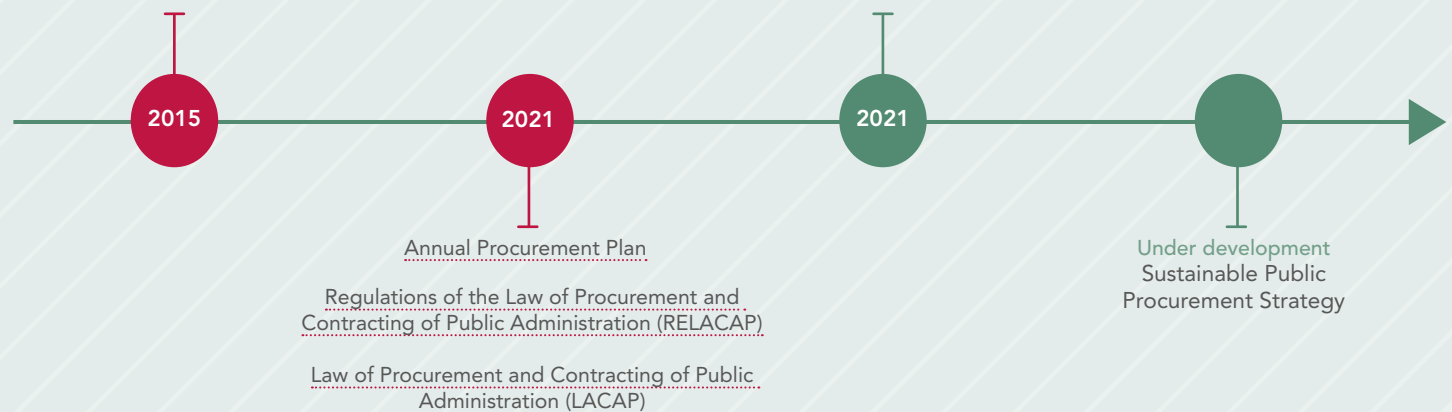 2015
2021
2021
Annual Procurement Plan
Regulations of the Law of Procurement and
Contracting of Public Administration (RELACAP)
Law of Procurement and Contracting of Public
Administration (LACAP)
Under development
Sustainable Public
Procurement Strategy